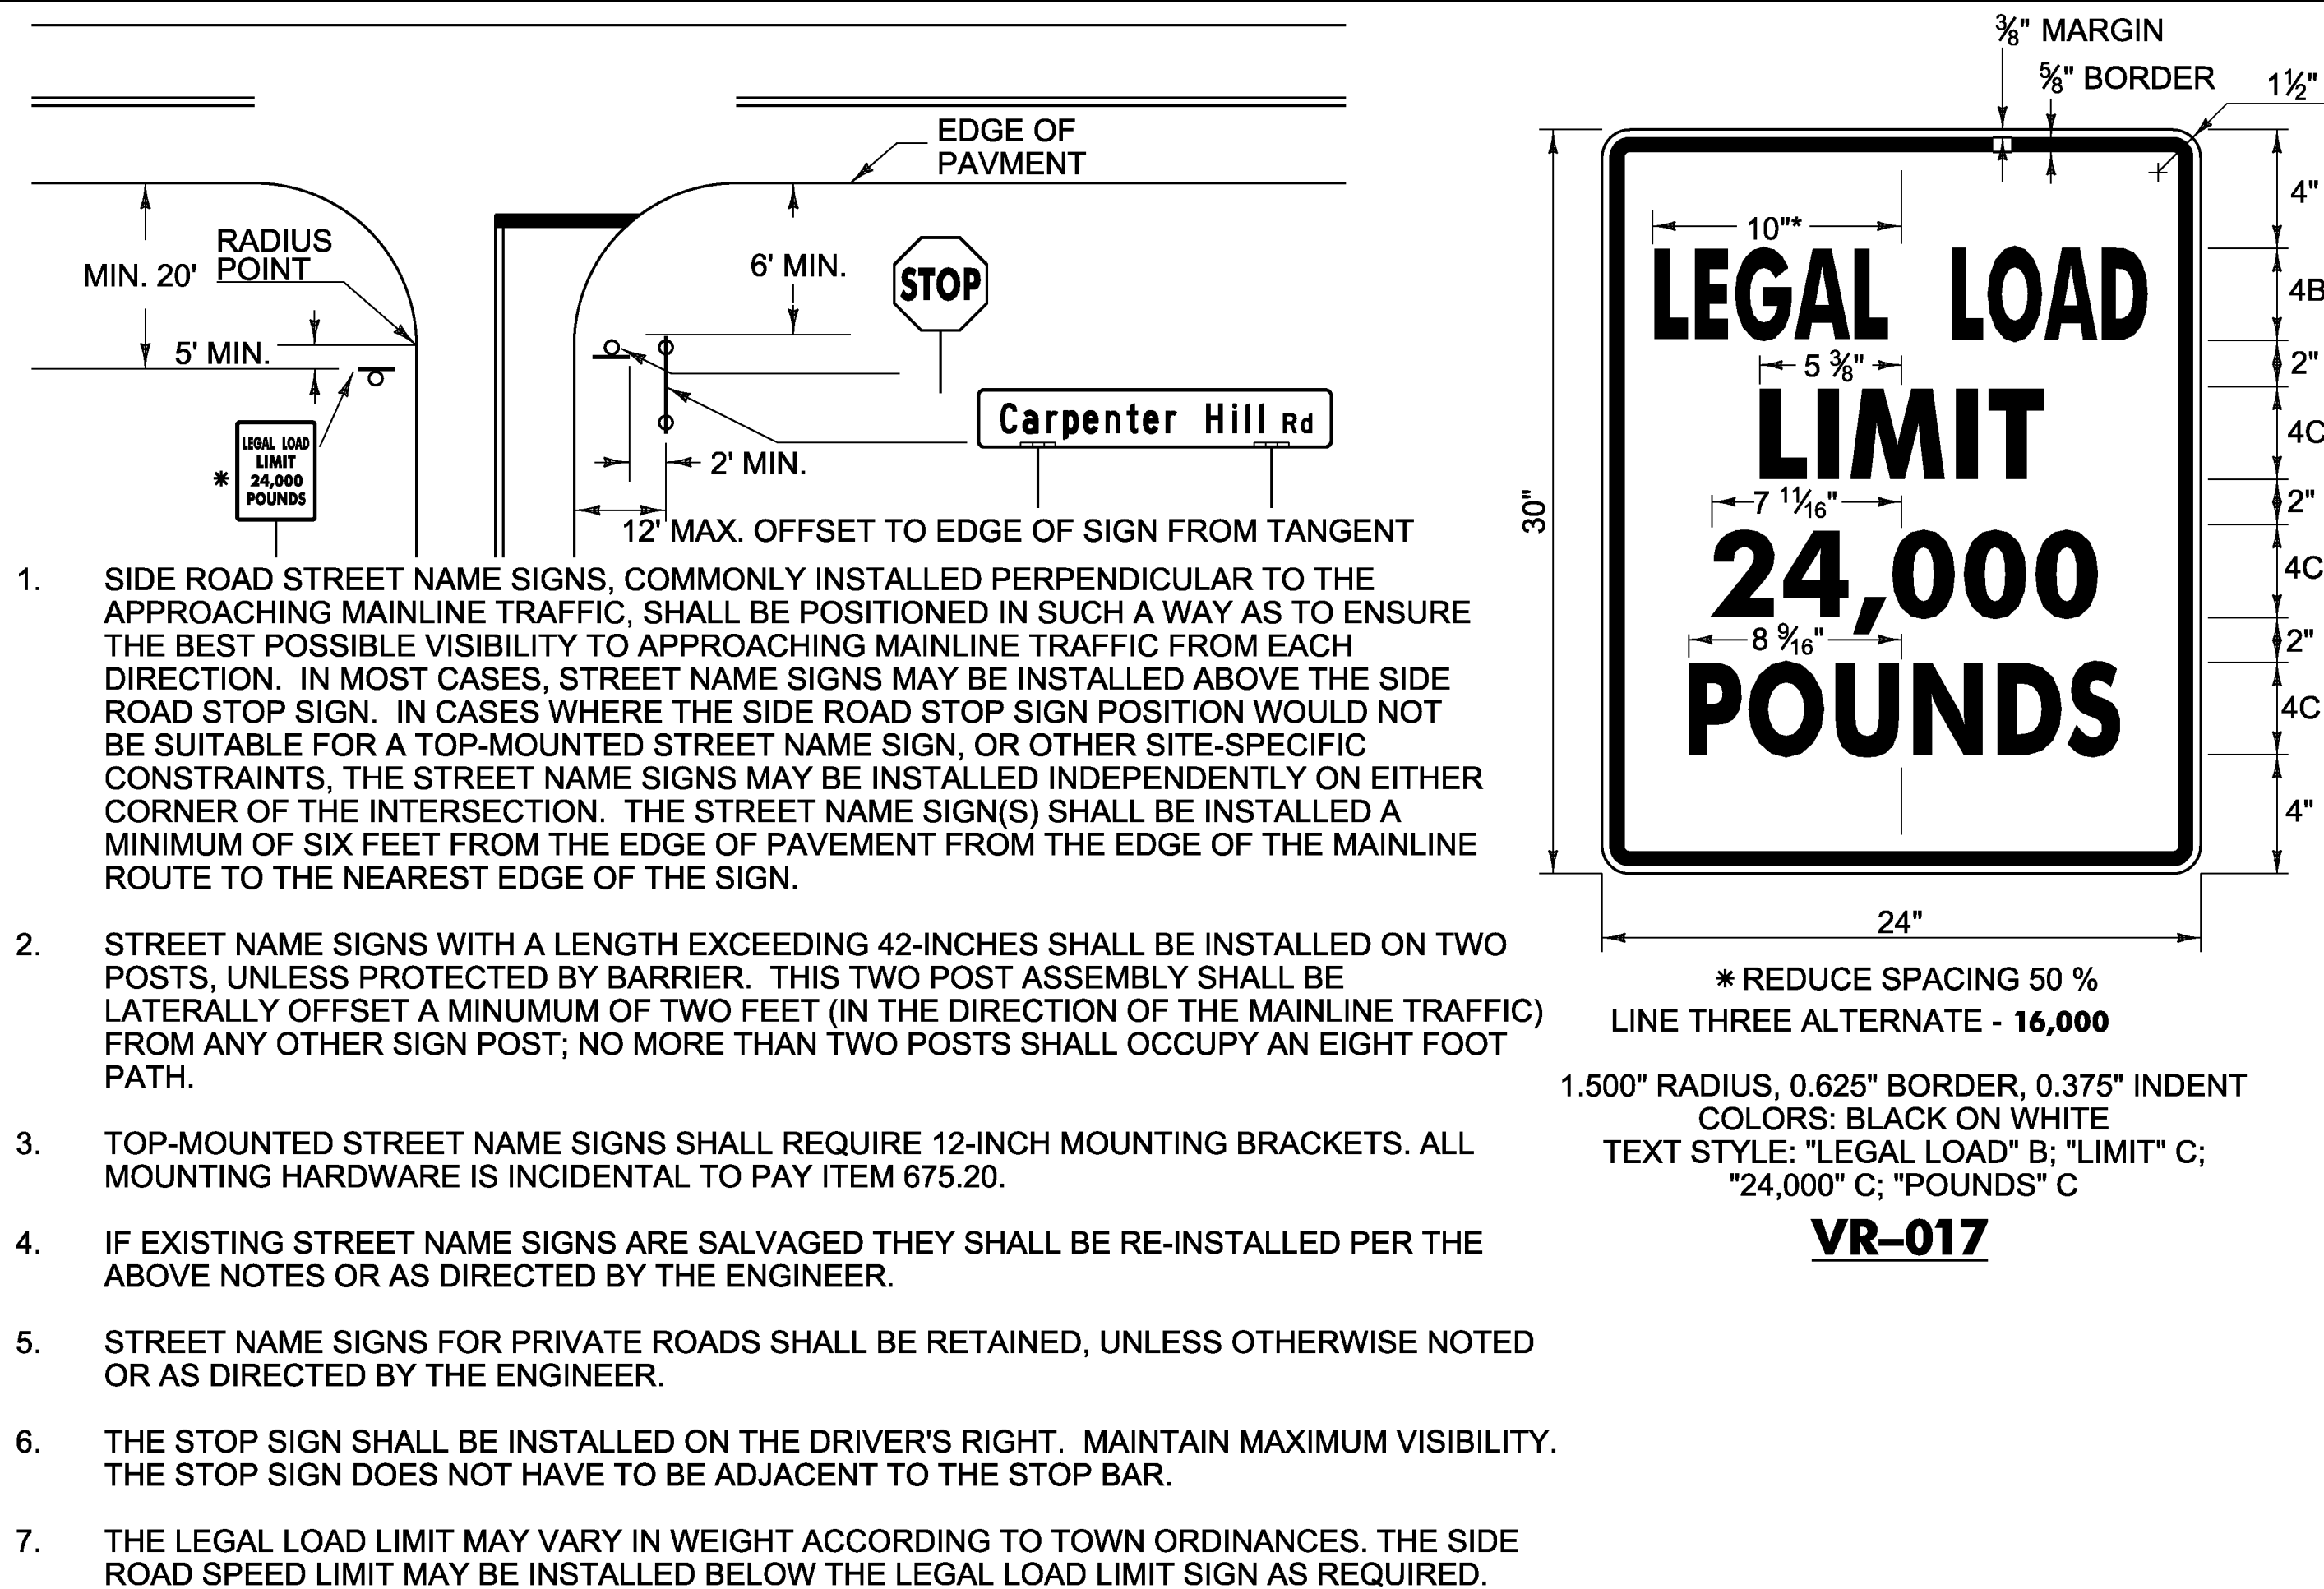 EDGE OF
PAVMENT
RADIUS
POINT
MIN. 20'
5' MIN.
6' MIN.
STOP
LEGAL LOAD
LIMIT
* 24,000
POUNDS
Carpenter Hill Rd
2' MIN.
12' MAX. OFFSET TO EDGE OF SIGN FROM TANGENT
1. SIDE ROAD STREET NAME SIGNS, COMMONLY INSTALLED PERPENDICULAR TO THE
APPROACHING MAINLINE TRAFFIC, SHALL BE POSITIONED IN SUCH A WAY AS TO ENSURE
THE BEST POSSIBLE VISIBILITY TO APPROACHING MAINLINE TRAFFIC FROM EACH
DIRECTION. IN MOST CASES, STREET NAME SIGNS MAY BE INSTALLED ABOVE THE SIDE
ROAD STOP SIGN. IN CASES WHERE THE SIDE ROAD STOP SIGN POSITION WOULD NOT
BE SUITABLE FOR A TOP-MOUNTED STREET NAME SIGN, OR OTHER SITE-SPECIFIC
CONSTRAINTS, THE STREET NAME SIGNS MAY BE INSTALLED INDEPENDENTLY ON EITHER
CORNER OF THE INTERSECTION. THE STREET NAME SIGN(S) SHALL BE INSTALLED A
MINIMUM OF SIX FEET FROM THE EDGE OF PAVEMENT FROM THE EDGE OF THE MAINLINE
ROUTE TO THE NEAREST EDGE OF THE SIGN.
2. STREET NAME SIGNS WITH A LENGTH EXCEEDING 42-INCHES SHALL BE INSTALLED ON TWO
POSTS, UNLESS PROTECTED BY BARRIER. THIS TWO POST ASSEMBLY SHALL BE
LATERALLY OFFSET A MINUMUM OF TWO FEET (IN THE DIRECTION OF THE MAINLINE TRAFFIC)
FROM ANY OTHER SIGN POST; NO MORE THAN TWO POSTS SHALL OCCUPY AN EIGHT FOOT
PATH.
3. TOP-MOUNTED STREET NAME SIGNS SHALL REQUIRE 12-INCH MOUNTING BRACKETS. ALL
MOUNTING HARDWARE IS INCIDENTAL TO PAY ITEM 675.20.
4. IF EXISTING STREET NAME SIGNS ARE SALVAGED THEY SHALL BE RE-INSTALLED PER THE
ABOVE NOTES OR AS DIRECTED BY THE ENGINEER.
5. STREET NAME SIGNS FOR PRIVATE ROADS SHALL BE RETAINED, UNLESS OTHERWISE NOTED
OR AS DIRECTED BY THE ENGINEER.
6. THE STOP SIGN SHALL BE INSTALLED ON THE DRIVER'S RIGHT. MAINTAIN MAXIMUM VISIBILITY.
THE STOP SIGN DOES NOT HAVE TO BE ADJACENT TO THE STOP BAR.
7. THE LEGAL LOAD LIMIT MAY VARY IN WEIGHT ACCORDING TO TOWN ORDINANCES. THE SIDE
ROAD SPEED LIMIT MAY BE INSTALLED BELOW THE LEGAL LOAD LIMIT SIGN AS REQUIRED.
⅜" MARGIN
⅝" BORDER
1½"
10"*
LEGAL LOAD
5 ⅜"
LIMIT
7 11/16"
24,000
8 9/16"
POUNDS
30"
24"
4"
4B
2"
4C
2"
4C
2"
4C
4"
* REDUCE SPACING 50 %
LINE THREE ALTERNATE - 16,000
1.500" RADIUS, 0.625" BORDER, 0.375" INDENT
COLORS: BLACK ON WHITE
TEXT STYLE: "LEGAL LOAD" B; "LIMIT" C;
"24,000" C; "POUNDS" C
VR–017